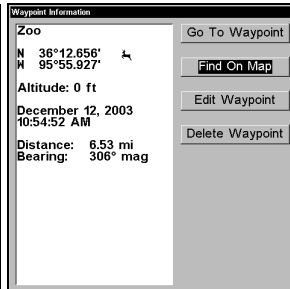 Waypoint Information
Zoo
N 36°12.656'
W 95°55.927'
Altitude: 0 ft
December 12, 2003
10:54:52 AM
Distance: 6.53 mi
Bearing: 306° mag
Go To Waypoint
Find On Map
Edit Waypoint
Delete Waypoint